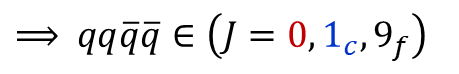 ⟹ qqq̄q̄ ∈ (J = 0, 1_c, 9_f)